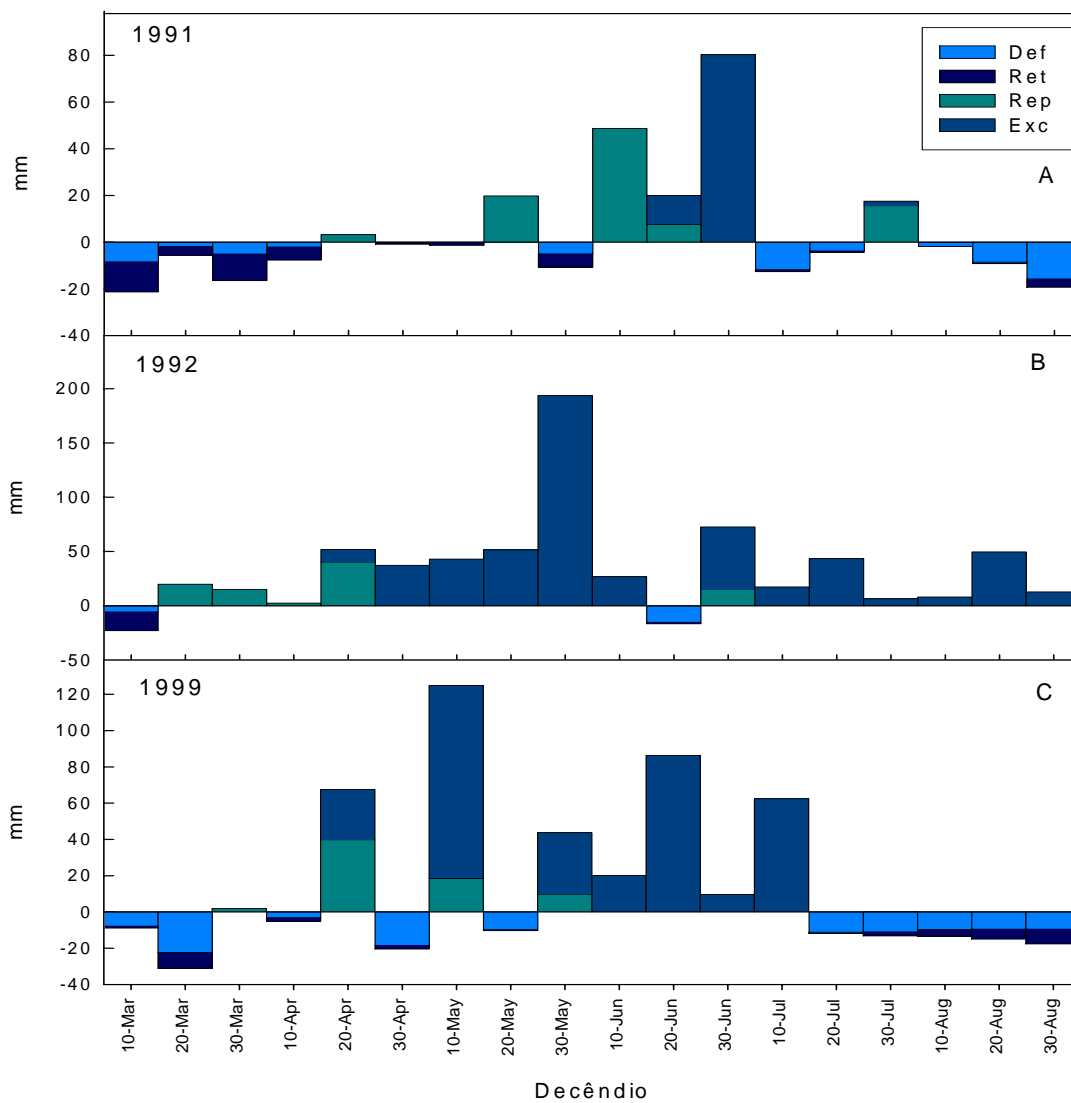 1991
Def
Ret
Rep
Exc
A
mm
80
60
40
20
0
-20
-40
1992
B
mm
200
150
100
50
0
-50
1999
C
mm
120
100
80
60
40
20
0
-20
-40
10-Mar
20-Mar
30-Mar
10-Apr
20-Apr
30-Apr
10-May
20-May
30-May
10-Jun
20-Jun
30-Jun
10-Jul
20-Jul
30-Jul
10-Aug
20-Aug
30-Aug
Decêndio